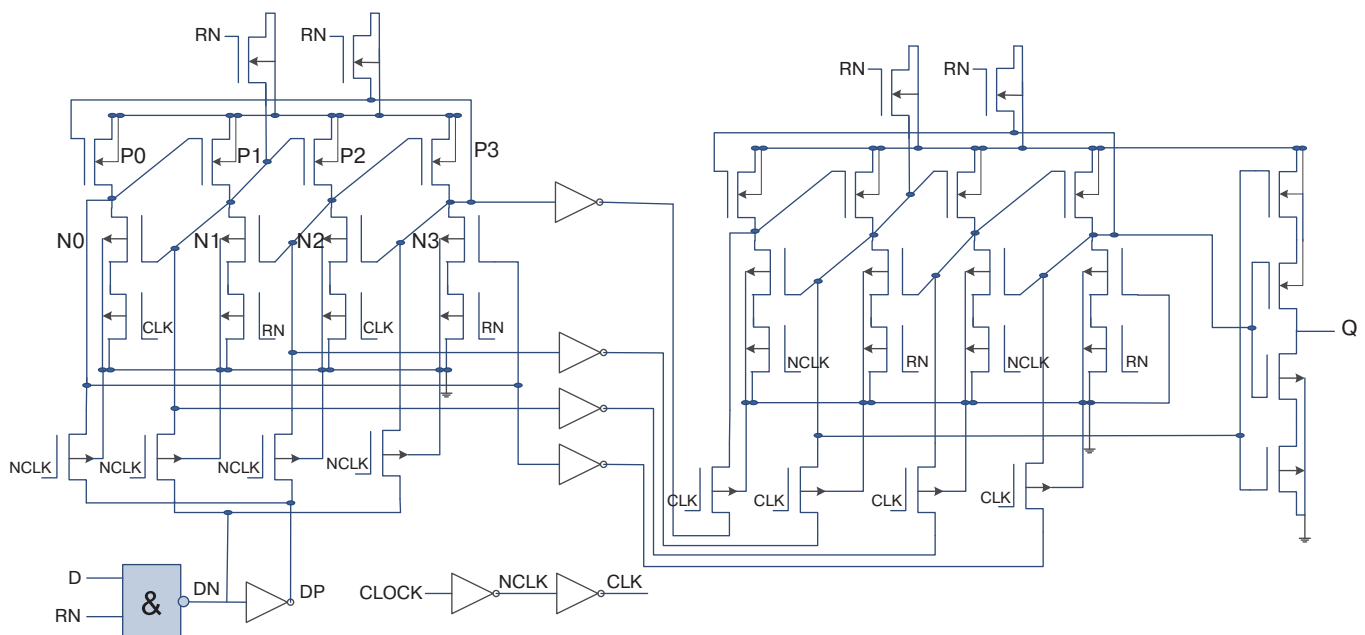 RN RN
RN RN
P0 P1 P2 P3
N0 N1 N2 N3
CLK RN CLK RN
Q
NCLK RN NCLK RN
NCLK NCLK NCLK NCLK
CLK CLK CLK CLK
D
RN
&
DN
DP
CLOCK
NCLK
CLK